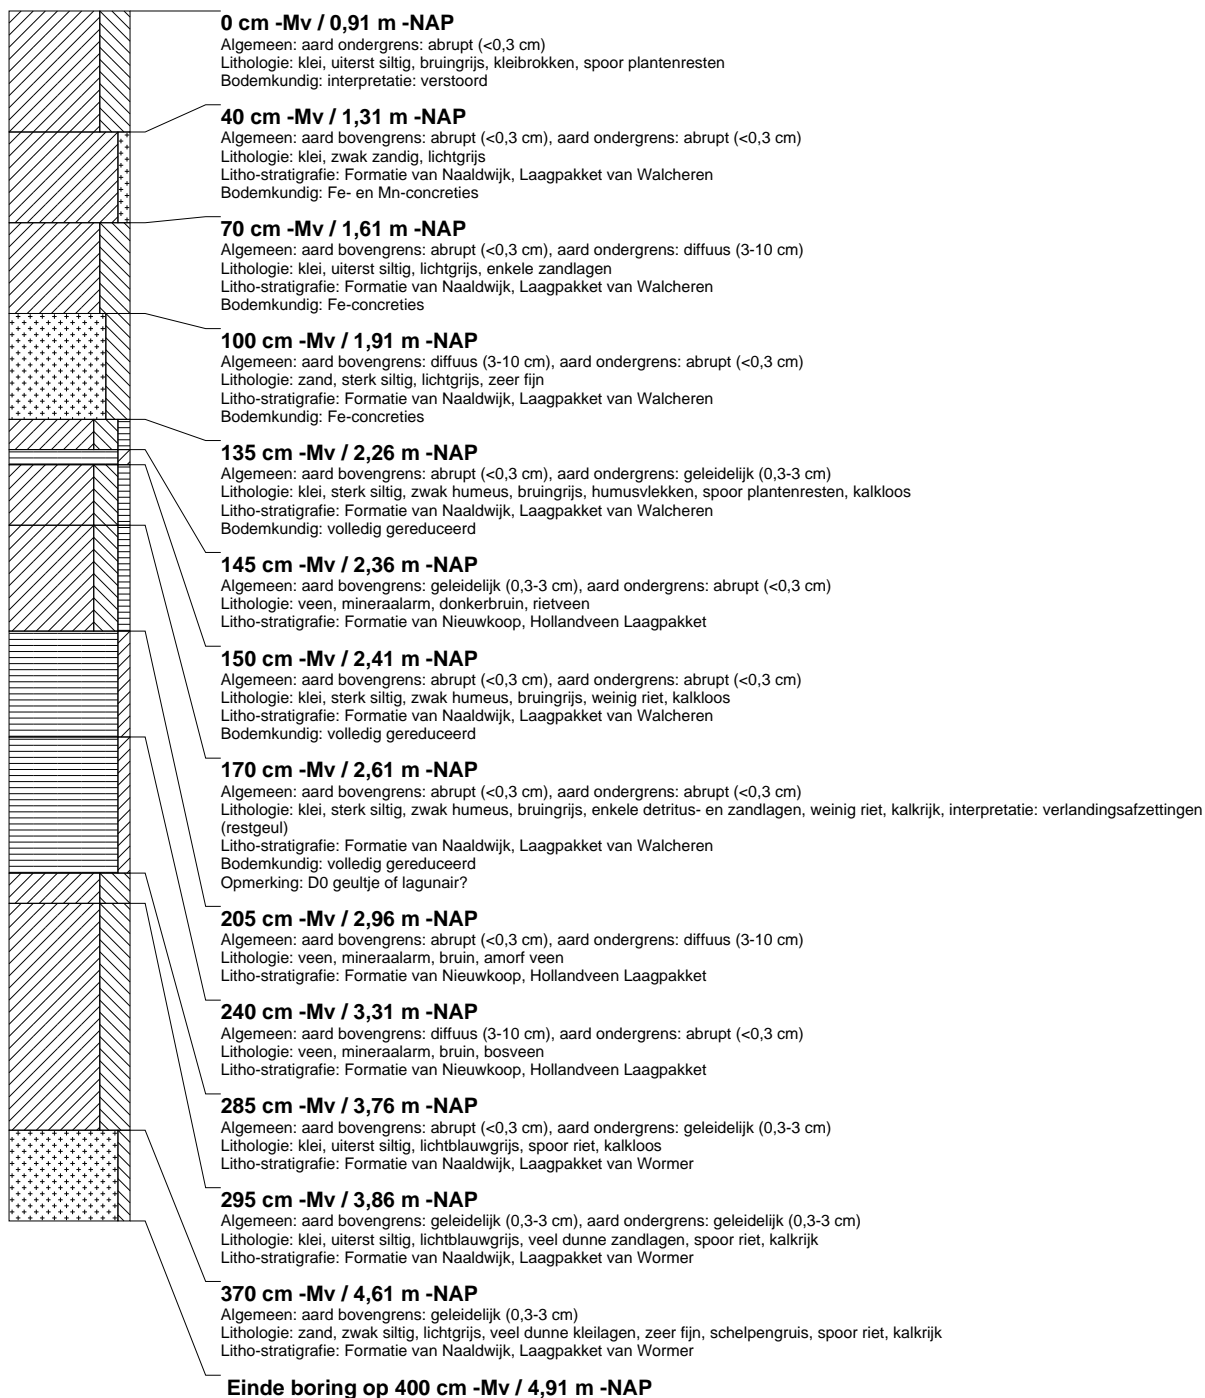 0 cm -Mv / 0,91 m -NAP
Algemeen: aard ondergrens: abrupt (<0,3 cm)
Lithologie: klei, uiterst siltig, bruingrijs, kleibrokken, spoor plantenresten
Bodemkundig: interpretatie: verstoord
40 cm -Mv / 1,31 m -NAP
Algemeen: aard bovengrens: abrupt (<0,3 cm), aard ondergrens: abrupt (<0,3 cm)
Lithologie: klei, zwak zandig, lichtgrijs
Litho-stratigrafie: Formatie van Naaldwijk, Laagpakket van Walcheren
Bodemkundig: Fe- en Mn-concreties
70 cm -Mv / 1,61 m -NAP
Algemeen: aard bovengrens: abrupt (<0,3 cm), aard ondergrens: diffuus (3-10 cm)
Lithologie: klei, uiterst siltig, lichtgrijs, enkele zandlagen
Litho-stratigrafie: Formatie van Naaldwijk, Laagpakket van Walcheren
Bodemkundig: Fe-concreties
100 cm -Mv / 1,91 m -NAP
Algemeen: aard bovengrens: diffuus (3-10 cm), aard ondergrens: abrupt (<0,3 cm)
Lithologie: zand, sterk siltig, lichtgrijs, zeer fijn
Litho-stratigrafie: Formatie van Naaldwijk, Laagpakket van Walcheren
Bodemkundig: Fe-concreties
135 cm -Mv / 2,26 m -NAP
Algemeen: aard bovengrens: abrupt (<0,3 cm), aard ondergrens: geleidelijk (0,3-3 cm)
Lithologie: klei, sterk siltig, zwak humeus, bruingrijs, humusvlekken, spoor plantenresten, kalkloos
Litho-stratigrafie: Formatie van Naaldwijk, Laagpakket van Walcheren
Bodemkundig: volledig gereduceerd
145 cm -Mv / 2,36 m -NAP
Algemeen: aard bovengrens: geleidelijk (0,3-3 cm), aard ondergrens: abrupt (<0,3 cm)
Lithologie: veen, mineraalarm, donkerbruin, rietveen
Litho-stratigrafie: Formatie van Nieuwkoop, Hollandveen Laagpakket
150 cm -Mv / 2,41 m -NAP
Algemeen: aard bovengrens: abrupt (<0,3 cm), aard ondergrens: abrupt (<0,3 cm)
Lithologie: klei, sterk siltig, zwak humeus, bruingrijs, weinig riet, kalkloos
Litho-stratigrafie: Formatie van Naaldwijk, Laagpakket van Walcheren
Bodemkundig: volledig gereduceerd
170 cm -Mv / 2,61 m -NAP
Algemeen: aard bovengrens: abrupt (<0,3 cm), aard ondergrens: abrupt (<0,3 cm)
Lithologie: klei, sterk siltig, zwak humeus, bruingrijs, enkele detritus- en zandlagen, weinig riet, kalkrijk, interpretatie: verlandingsafzettingen
(restgeul)
Litho-stratigrafie: Formatie van Naaldwijk, Laagpakket van Walcheren
Bodemkundig: volledig gereduceerd
Opmerking: D0 geultje of lagunair?
205 cm -Mv / 2,96 m -NAP
Algemeen: aard bovengrens: abrupt (<0,3 cm), aard ondergrens: diffuus (3-10 cm)
Lithologie: veen, mineraalarm, bruin, amorf veen
Litho-stratigrafie: Formatie van Nieuwkoop, Hollandveen Laagpakket
240 cm -Mv / 3,31 m -NAP
Algemeen: aard bovengrens: diffuus (3-10 cm), aard ondergrens: abrupt (<0,3 cm)
Lithologie: veen, mineraalarm, bruin, bosveen
Litho-stratigrafie: Formatie van Nieuwkoop, Hollandveen Laagpakket
285 cm -Mv / 3,76 m -NAP
Algemeen: aard bovengrens: abrupt (<0,3 cm), aard ondergrens: geleidelijk (0,3-3 cm)
Lithologie: klei, uiterst siltig, lichtblauwgrijs, spoor riet, kalkloos
Litho-stratigrafie: Formatie van Naaldwijk, Laagpakket van Wormer
295 cm -Mv / 3,86 m -NAP
Algemeen: aard bovengrens: geleidelijk (0,3-3 cm), aard ondergrens: geleidelijk (0,3-3 cm)
Lithologie: klei, uiterst siltig, lichtblauwgrijs, veel dunne zandlagen, spoor riet, kalkrijk
Litho-stratigrafie: Formatie van Naaldwijk, Laagpakket van Wormer
370 cm -Mv / 4,61 m -NAP
Algemeen: aard bovengrens: geleidelijk (0,3-3 cm)
Lithologie: zand, zwak siltig, lichtgrijs, veel dunne kleilagen, zeer fijn, schelpengruis, spoor riet, kalkrijk
Litho-stratigrafie: Formatie van Naaldwijk, Laagpakket van Wormer
Einde boring op 400 cm -Mv / 4,91 m -NAP